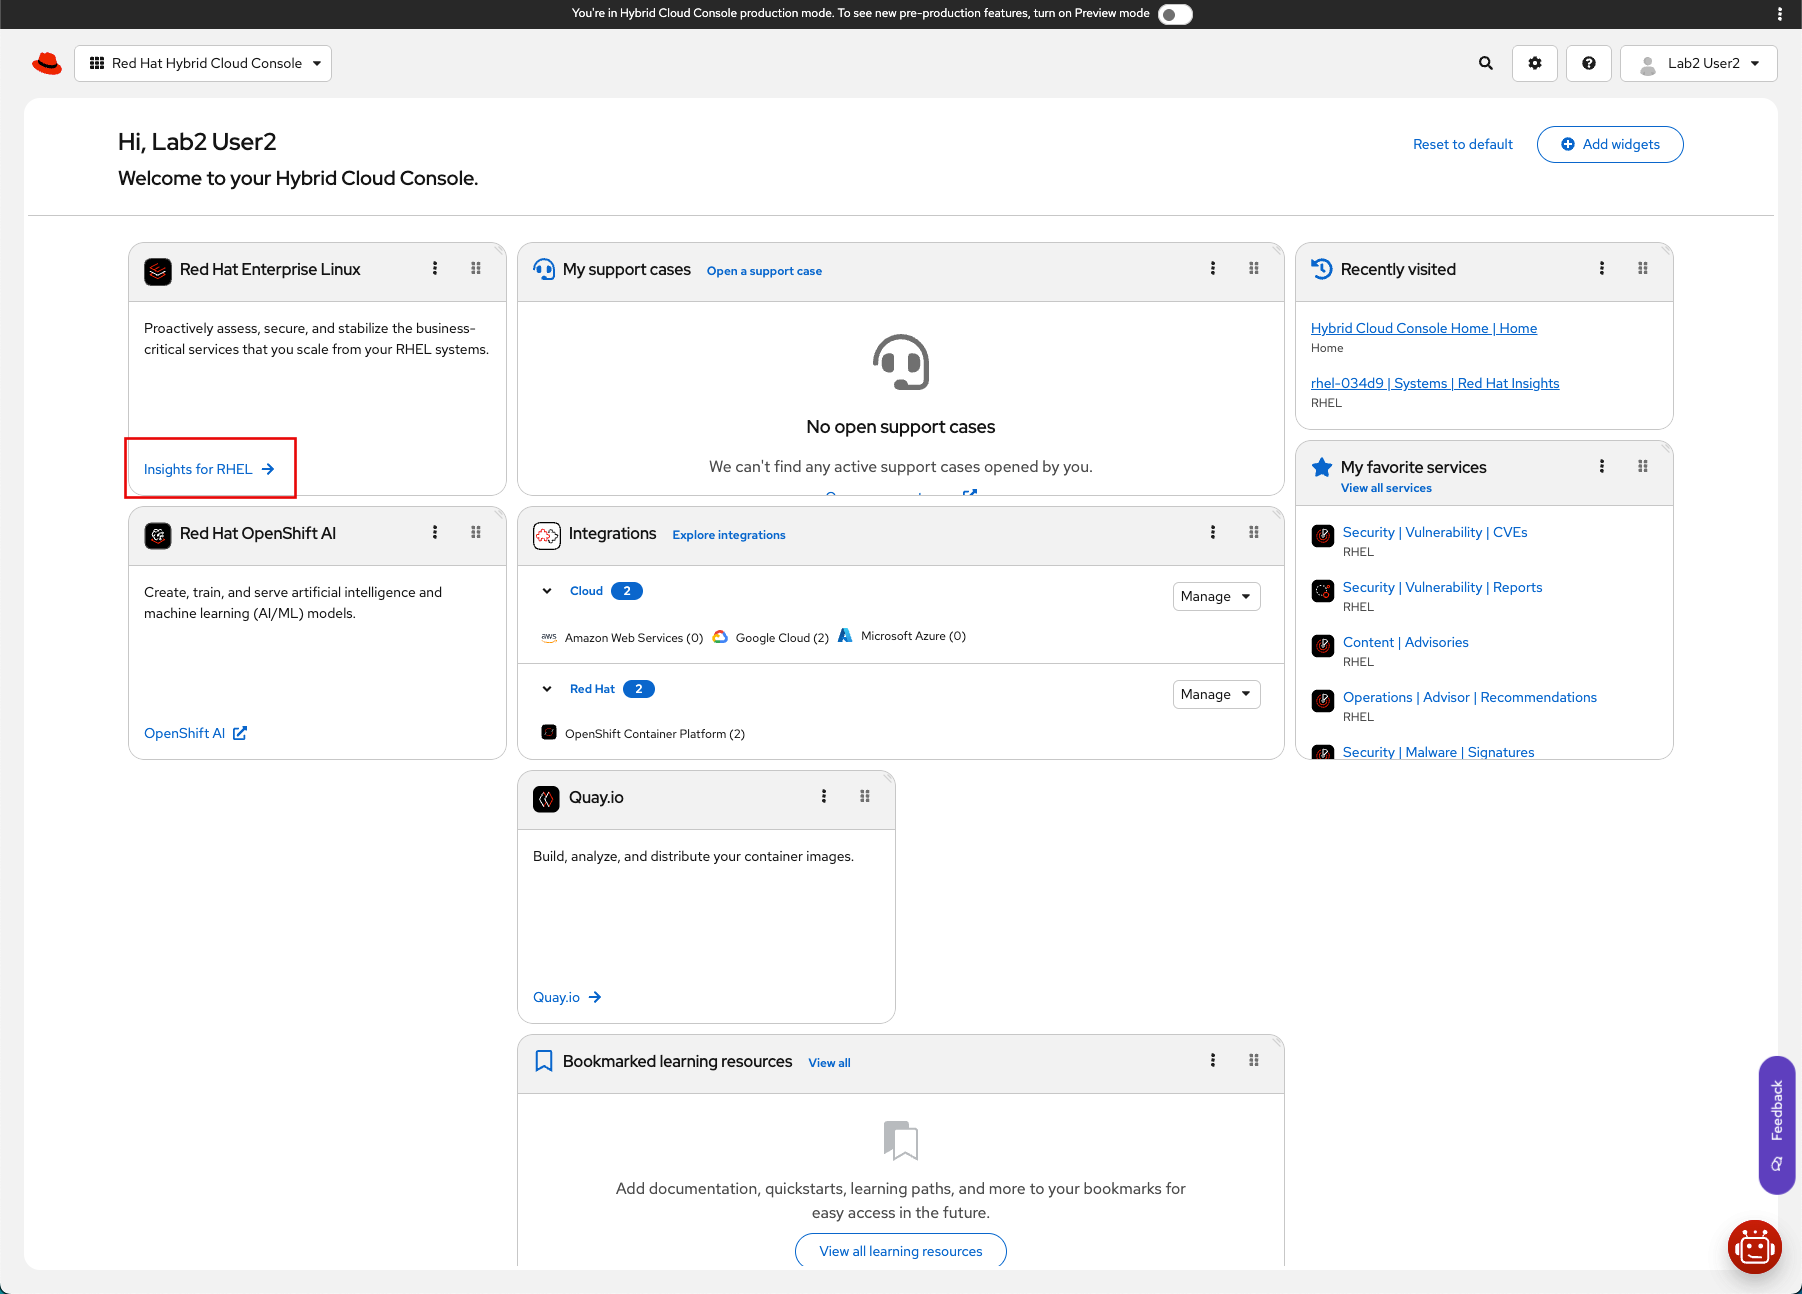 You're in Hybrid Cloud Console production mode. To see new pre-production features, turn on Preview mode
Red Hat Hybrid Cloud Console
Lab2 User2
Hi, Lab2 User2
Welcome to your Hybrid Cloud Console.
Reset to default
Add widgets
Red Hat Enterprise Linux
Proactively assess, secure, and stabilize the business-
critical services that you scale from your RHEL systems.
Insights for RHEL
My support cases
Open a support case
No open support cases
We can't find any active support cases opened by you.
Recently visited
Hybrid Cloud Console Home | Home
Home
rhel-034d9 | Systems | Red Hat Insights
RHEL
My favorite services
View all services
Security | Vulnerability | CVEs
RHEL
Security | Vulnerability | Reports
RHEL
Content | Advisories
RHEL
Operations | Advisor | Recommendations
RHEL
Security | Malware | Signatures
Red Hat OpenShift AI
Create, train, and serve artificial intelligence and
machine learning (AI/ML) models.
OpenShift AI
Integrations
Explore integrations
Cloud 2
Manage
aws Amazon Web Services (0) Google Cloud (2) Microsoft Azure (0)
Red Hat 2
Manage
OpenShift Container Platform (2)
Quay.io
Build, analyze, and distribute your container images.
Quay.io
Bookmarked learning resources
View all
Add documentation, quickstarts, learning paths, and more to your bookmarks for
easy access in the future.
View all learning resources
Feedback